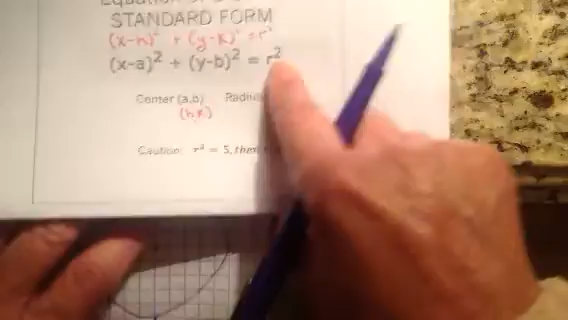 STANDARD FORM
(x-h)² + (y-k)² = r²
(x-a)² + (y-b)² = r²
Center (a,b)
(h,k)
Caution: r² = 5, then